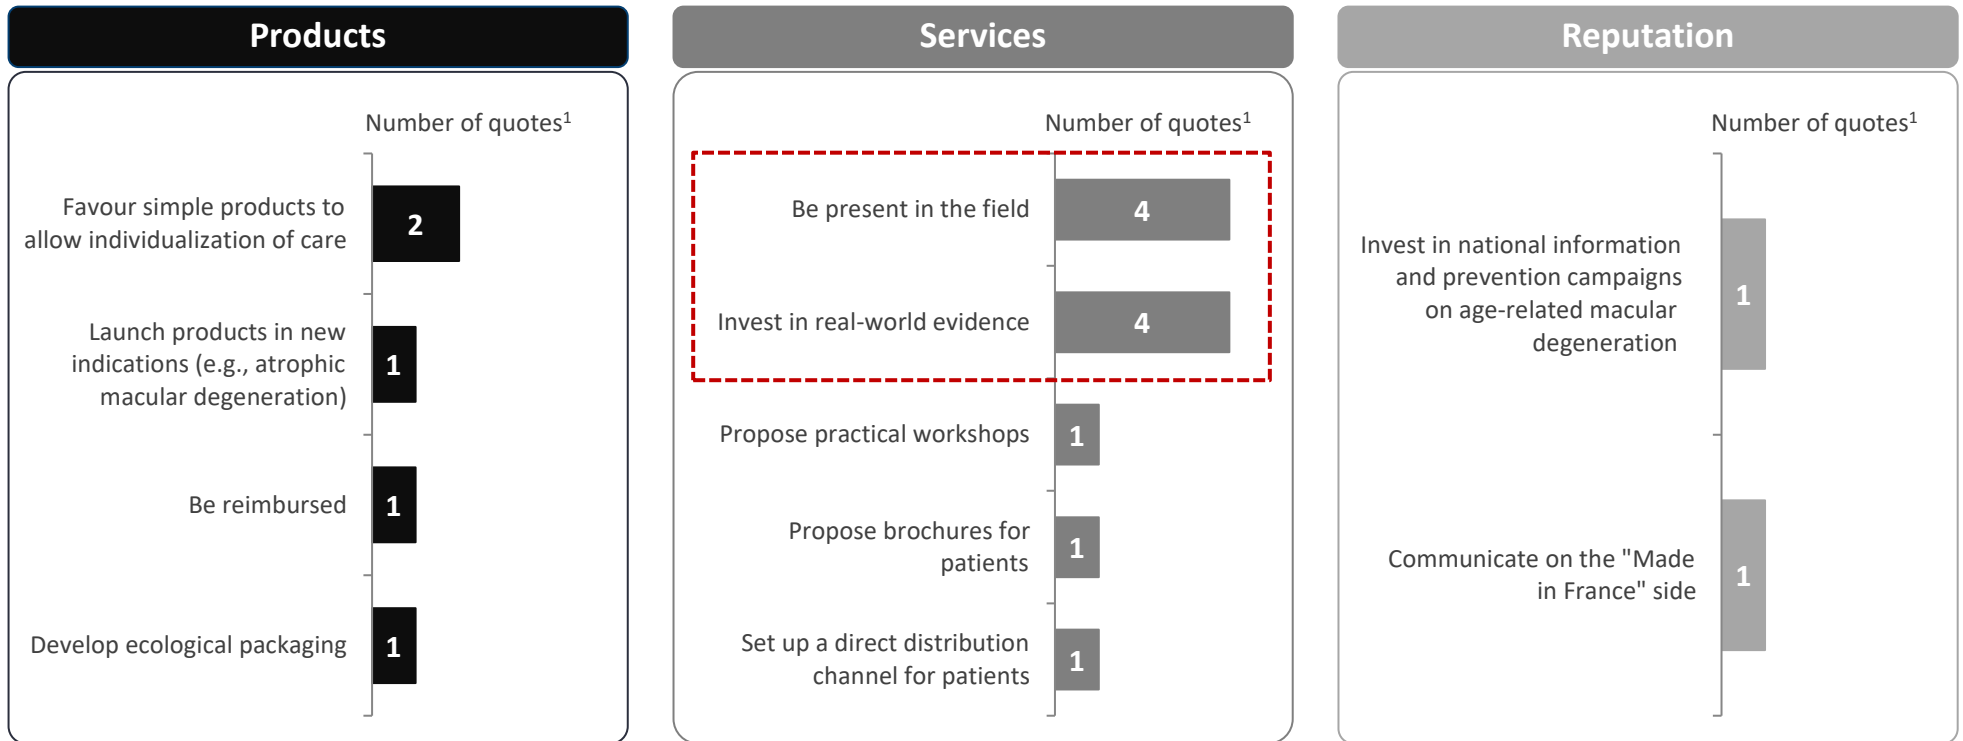 Products
Number of quotes1
Favour simple products to
allow individualization of care
2
Launch products in new
indications (e.g., atrophic
macular degeneration)
1
Be reimbursed
1
Develop ecological packaging
1
Services
Number of quotes1
Be present in the field
4
Invest in real-world evidence
4
Propose practical workshops
1
Propose brochures for
patients
1
Set up a direct distribution
channel for patients
1
Reputation
Number of quotes1
Invest in national information
and prevention campaigns
on age-related macular
degeneration
1
Communicate on the "Made
in France" side
1